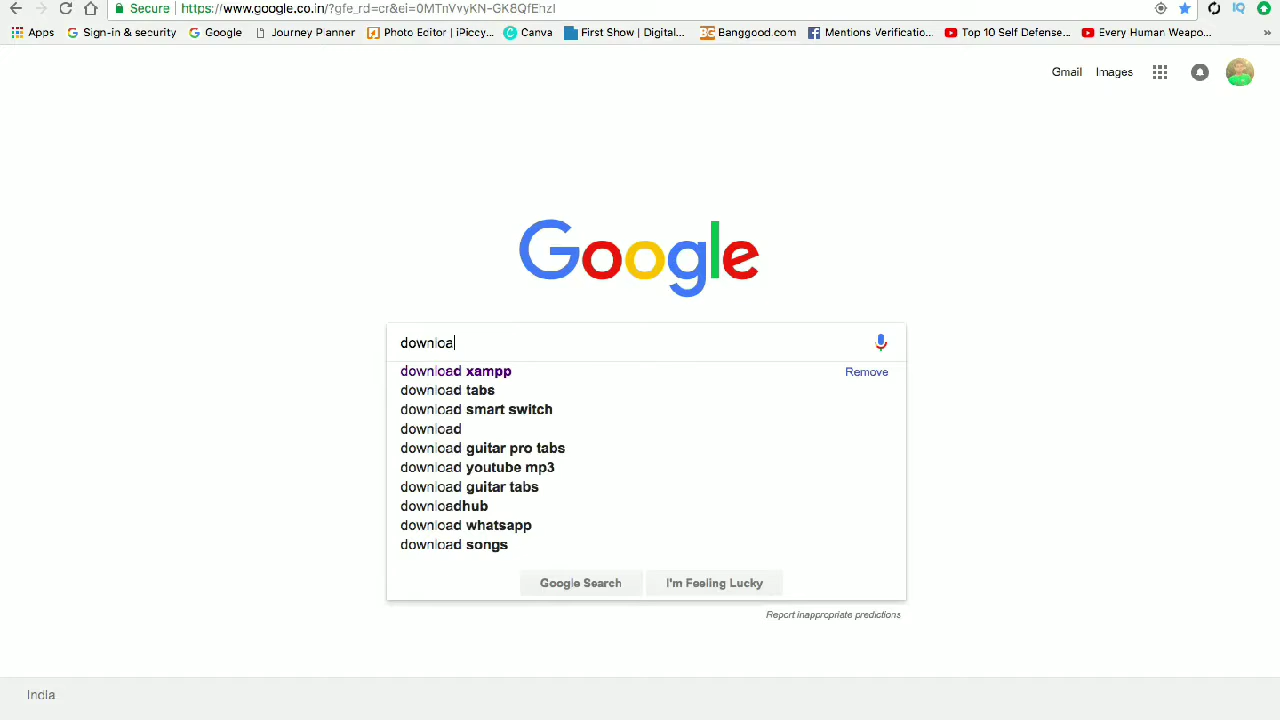 Secure https://www.google.co.in/?gfe_rd=cr&ei=0MTnVvyKN-GK8QfEnzI
Apps Sign-in & security Google Journey Planner Photo Editor | iPiccy... Canva First Show | Digital... Banggood.com Mentions Verificatio... Top 10 Self Defense... Every Human Weapo... »
Gmail Images
Google
downloa
download xampp Remove
download tabs
download smart switch
download
download guitar pro tabs
download youtube mp3
download guitar tabs
downloadhub
download whatsapp
download songs
Google Search I'm Feeling Lucky
Report inappropriate predictions
India